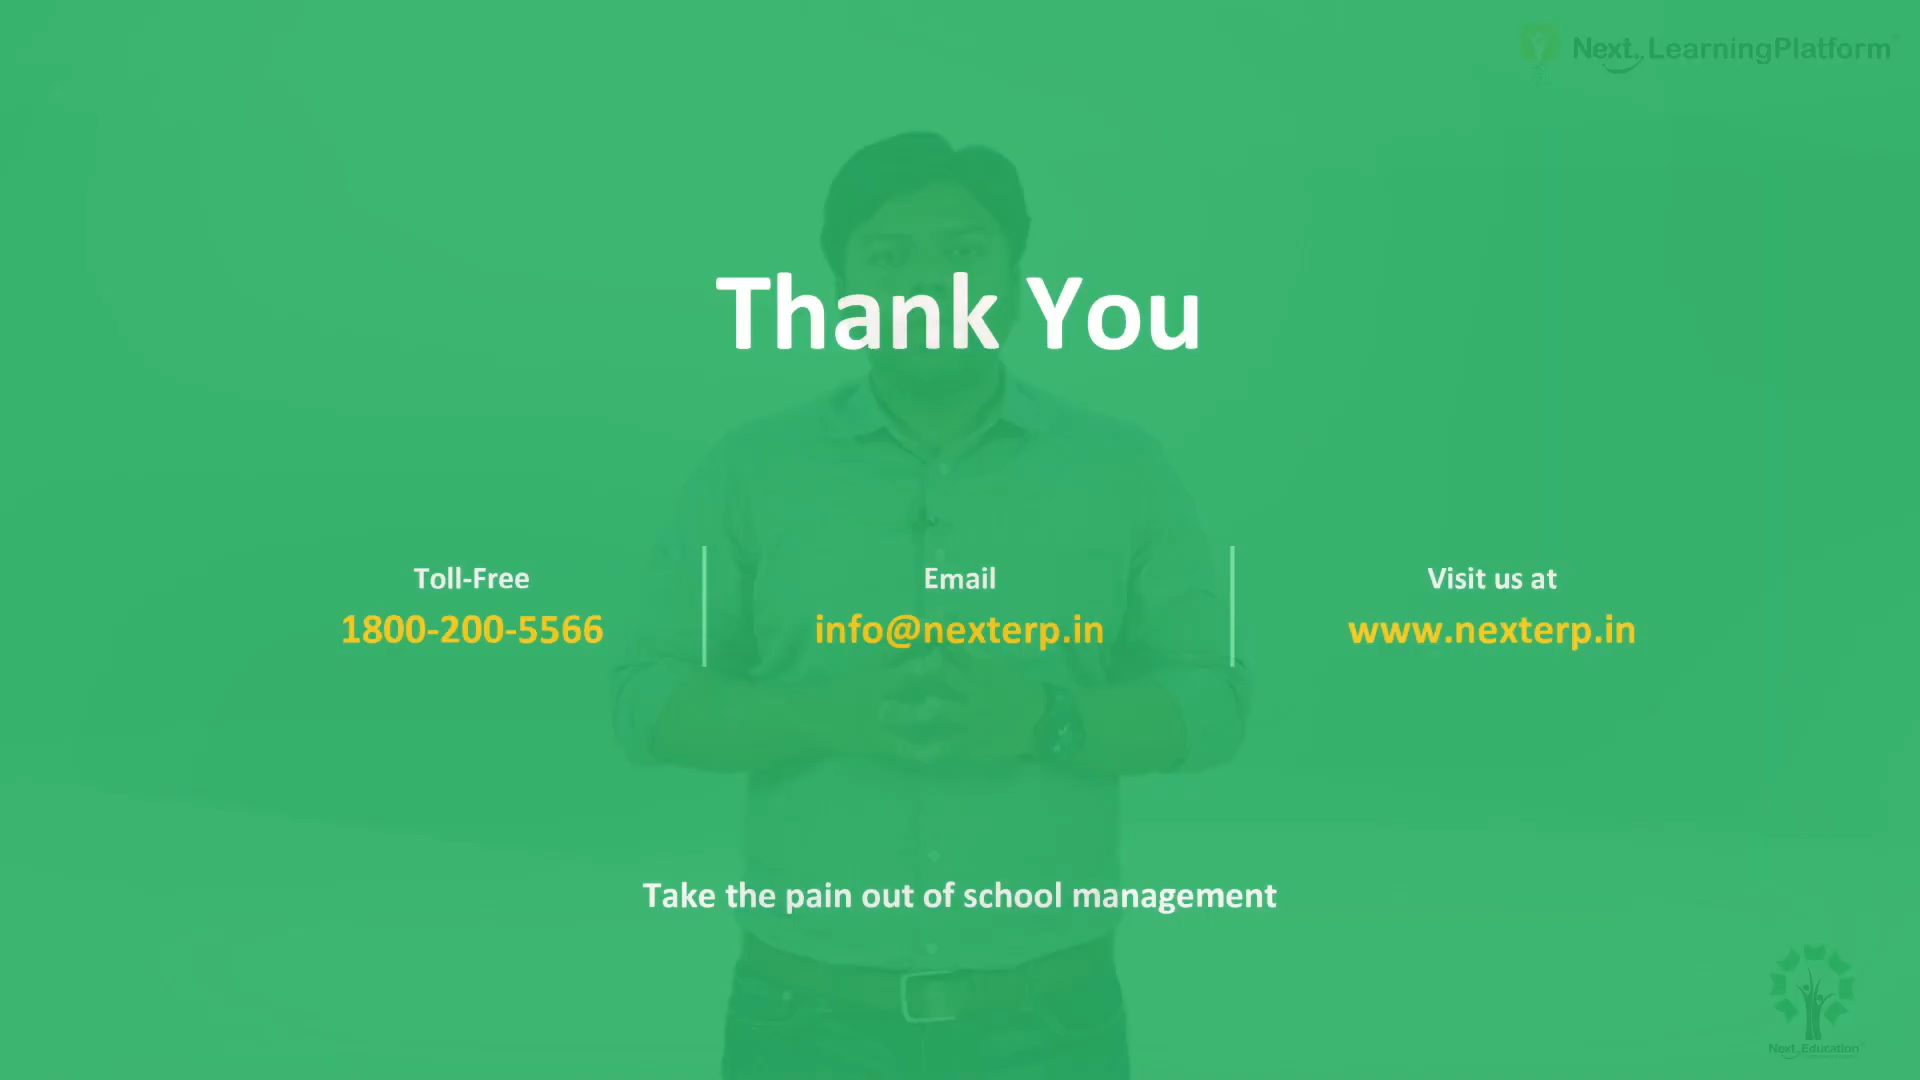 Next LearningPlatform
Thank You
Toll-Free
1800-200-5566
Email
info@nexterp.in
Visit us at
www.nexterp.in
Take the pain out of school management
Next Education